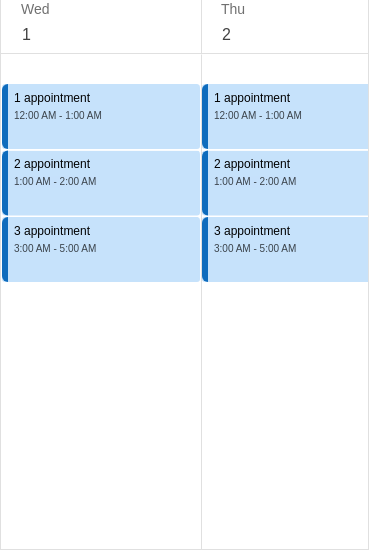 Wed
1
1 appointment
12:00 AM - 1:00 AM
2 appointment
1:00 AM - 2:00 AM
3 appointment
3:00 AM - 5:00 AM
Thu
2
1 appointment
12:00 AM - 1:00 AM
2 appointment
1:00 AM - 2:00 AM
3 appointment
3:00 AM - 5:00 AM